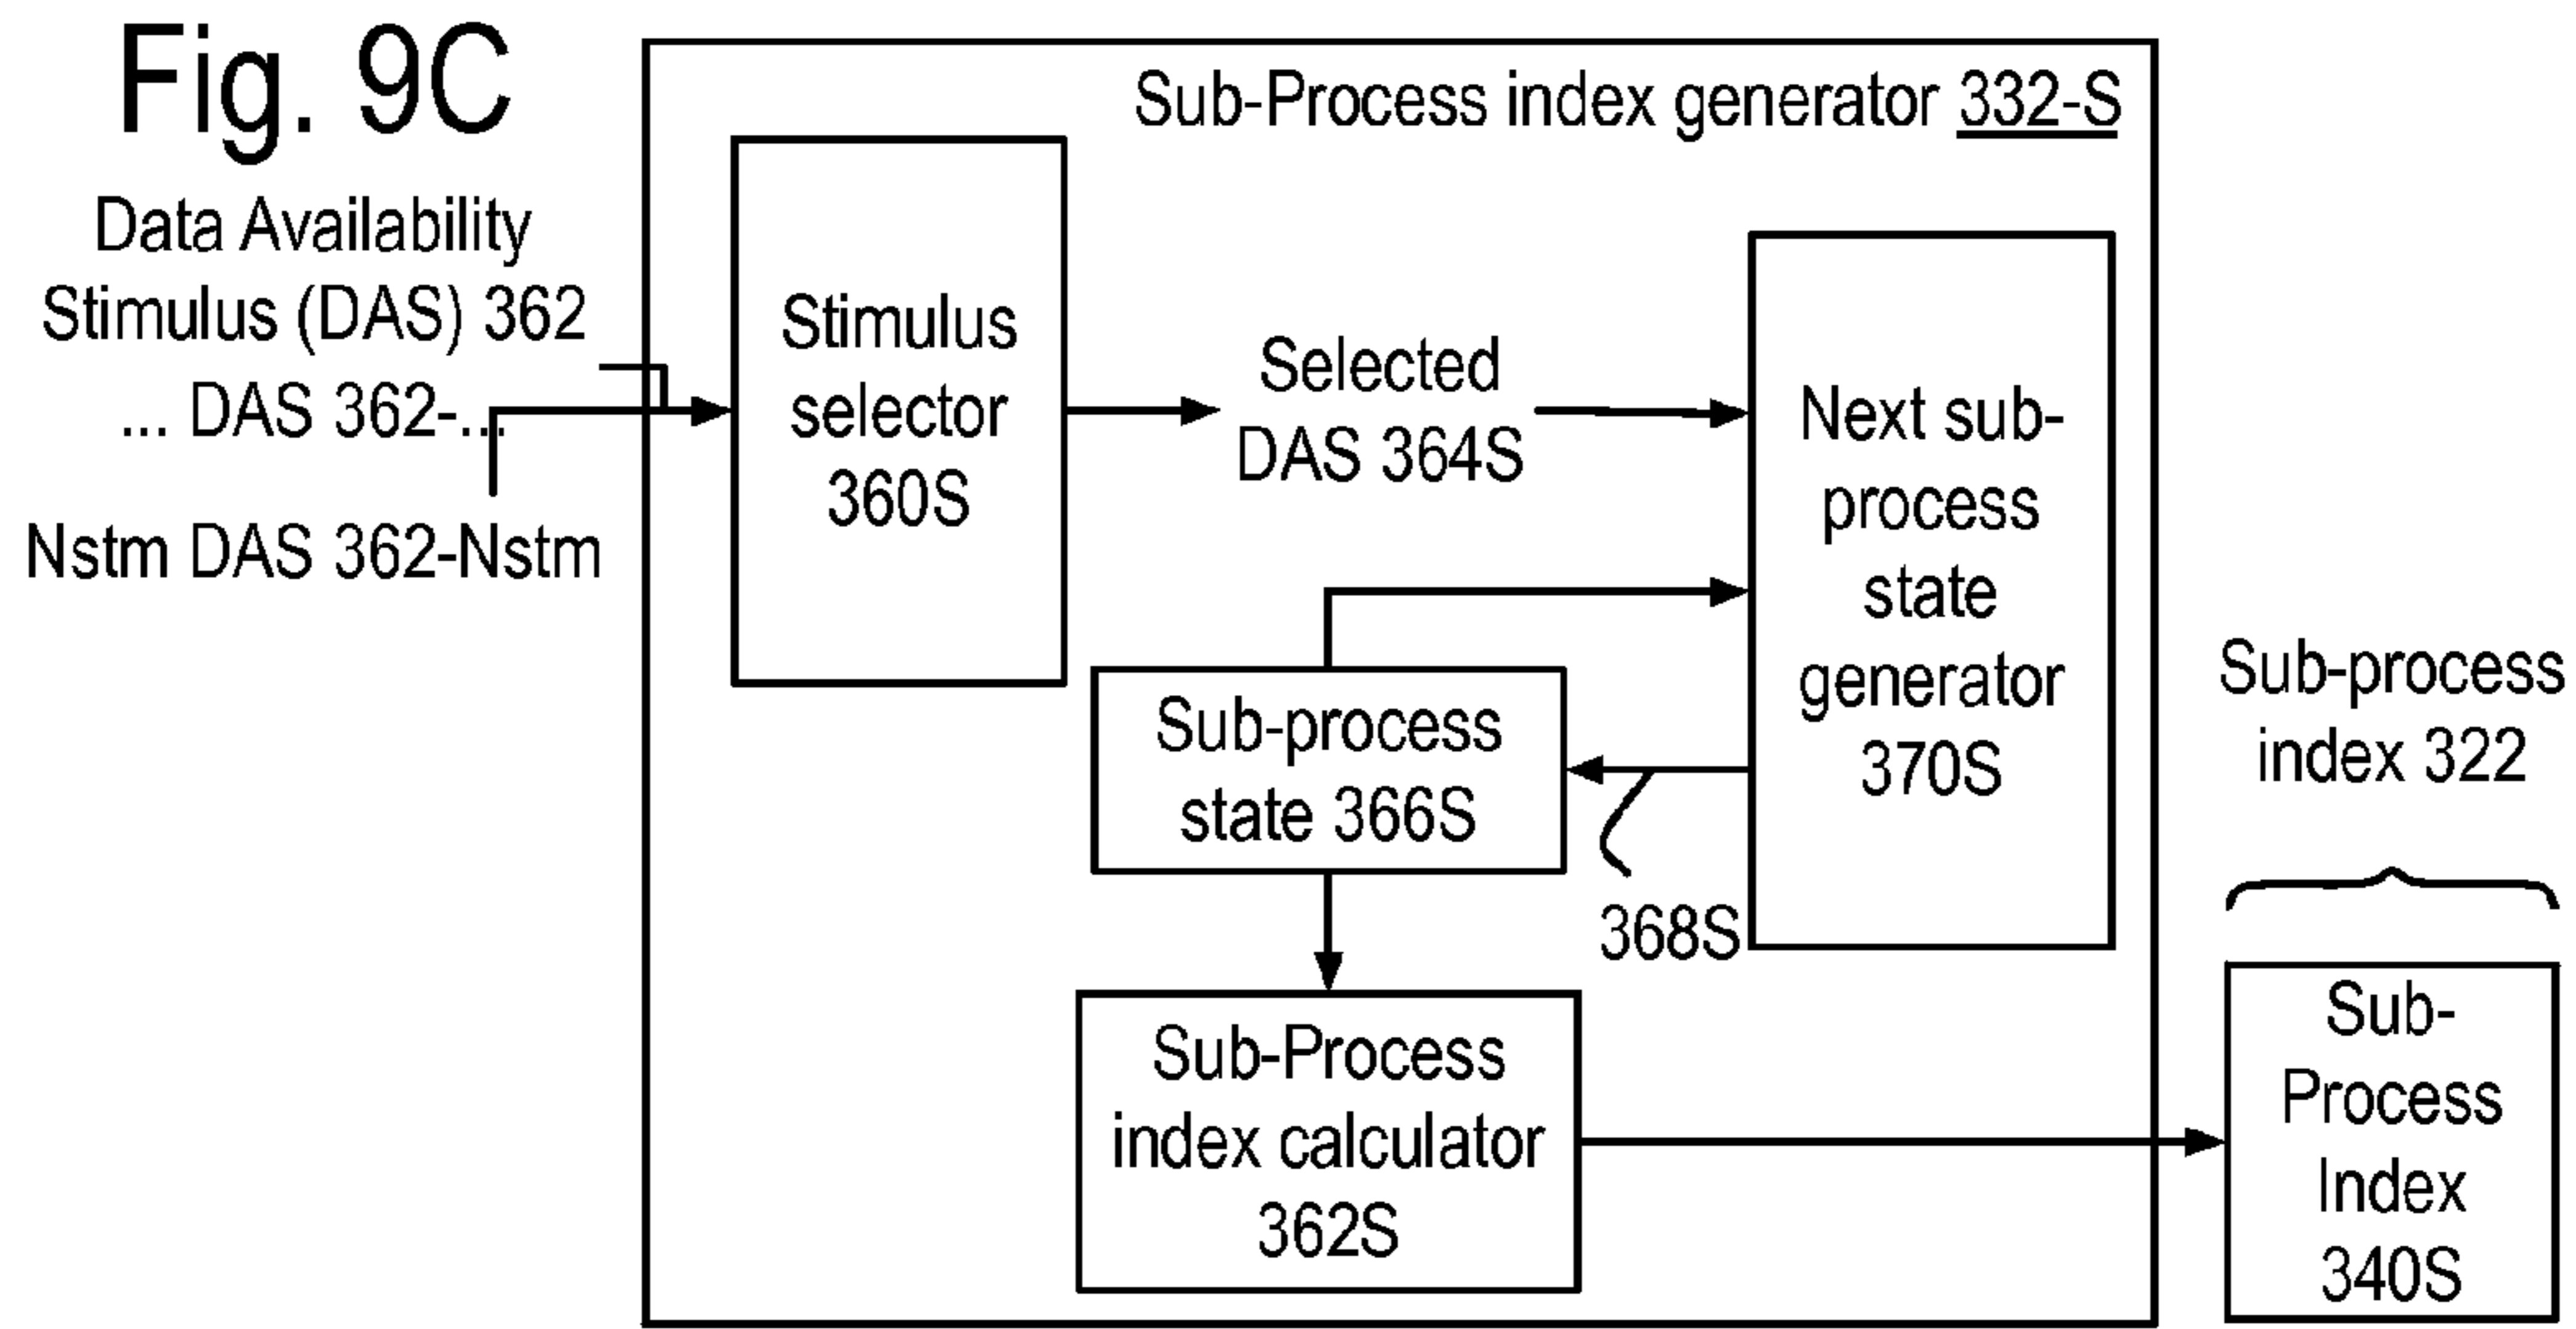 Fig. 9C
Data Availability
Stimulus (DAS) 362
... DAS 362-...
Nstm DAS 362-Nstm
Sub-Process index generator 332-S
Stimulus
selector
360S
Selected
DAS 364S
Next sub-
process
state
generator
370S
Sub-process
state 366S
368S
Sub-Process
index calculator
362S
Sub-process
index 322
Sub-
Process
Index
340S